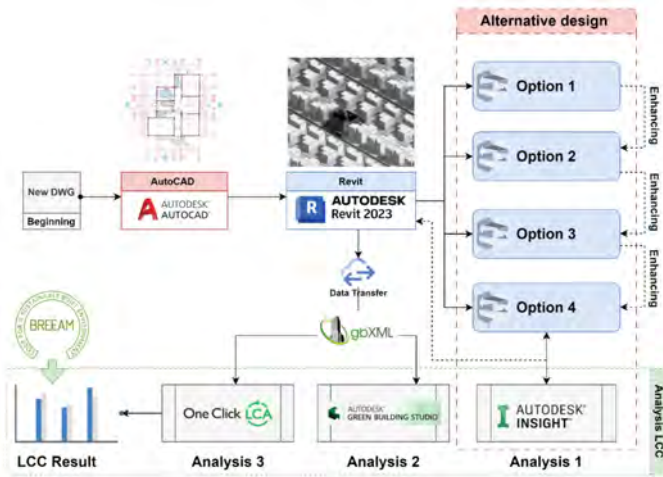 Alternative design
Option 1
Enhancing
Option 2
Enhancing
Option 3
Enhancing
Option 4
New DWG
Beginning
AutoCAD
AUTODESK
AUTOCAD
Revit
R
AUTODESK
Revit 2023
Data Transfer
gbXML
BREEAM
One Click LCA
AUTODESK
GREEN BUILDING STUDIO
AUTODESK
INSIGHT
LCC Result
Analysis 3
Analysis 2
Analysis 1
Analysis LCC